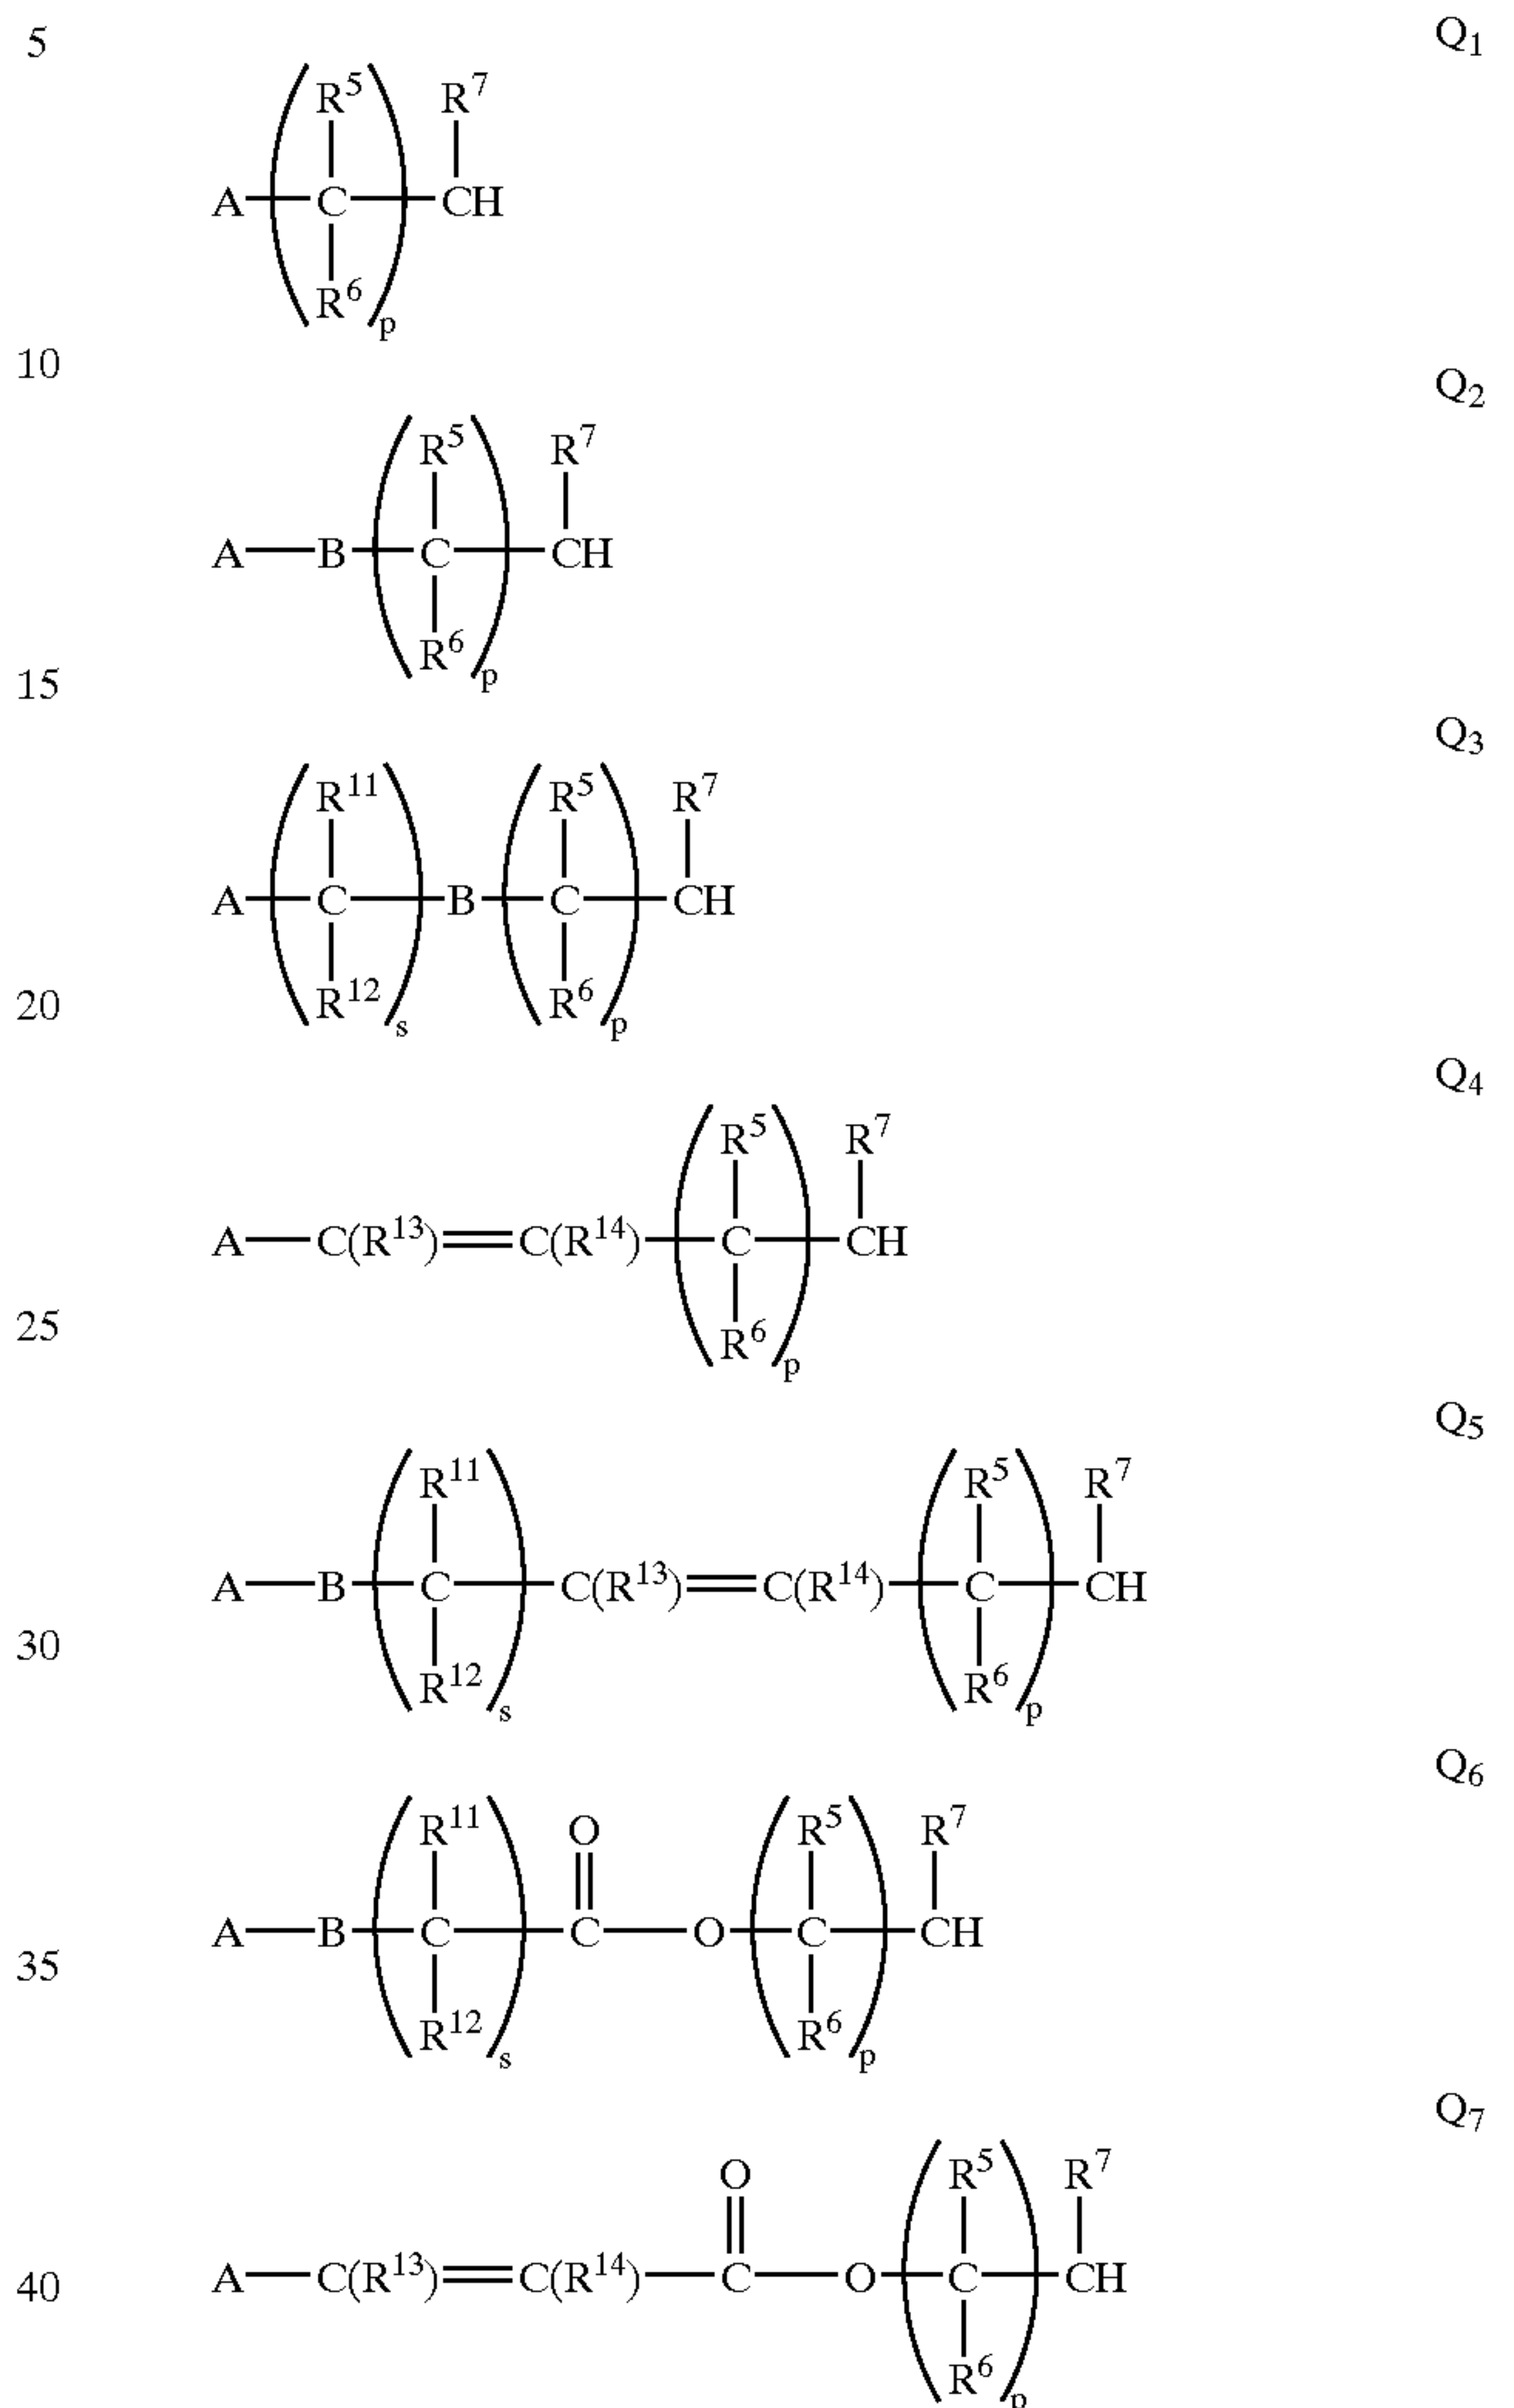 5 Q₁
R⁵ R⁷
A C CH
R⁶ p
10 Q₂
R⁵ R⁷
A B C CH
R⁶ p
15 Q₃
R¹¹ R⁵ R⁷
A C B C CH
R¹² s R⁶ p
20
Q₄
R⁵ R⁷
A C(R¹³)=C(R¹⁴) C CH
25 R⁶ p
Q₅
R¹¹ R⁵ R⁷
A B C C(R¹³)=C(R¹⁴) C CH
30 R¹² s R⁶ p
Q₆
R¹¹ O R⁵ R⁷
A B C C O C CH
35 R¹² s R⁶ p
Q₇
O R⁵ R⁷
40 A C(R¹³)=C(R¹⁴) C O C CH
R⁶ p